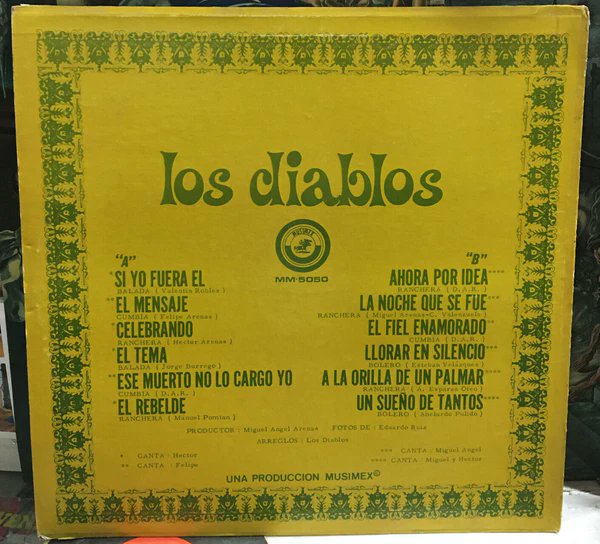 los diablos
MUSIMEX
MM-5050
"A"
*SI YO FUERA EL
BALADA ( Valentin Robles )
**EL MENSAJE
CUMBIA ( Felipe Arenas )
*CELEBRANDO
RANCHERA ( Hector Arenas )
*EL TEMA
BALADA ( Jorge Borrego )
**ESE MUERTO NO LO CARGO YO
CUMBIA ( D.A.R. )
*EL REBELDE
RANCHERA ( Manuel Pomian )
"B"
AHORA POR IDEA****
RANCHERA ( D.A.R. )
LA NOCHE QUE SE FUE***
RANCHERA ( Miguel Arenas-C. Valenzuela )
EL FIEL ENAMORADO**
CUMBIA ( D.A.R. )
LLORAR EN SILENCIO***
BOLERO ( Esteban Velázquez )
A LA ORILLA DE UN PALMAR****
RANCHERA ( A. Esparza Oteo )
UN SUEÑO DE TANTOS****
BOLERO ( Abelardo Pulido )
PRODUCTOR : Miguel Angel Arenas FOTOS DE : Eduardo Ruiz
ARREGLOS : Los Diablos
* CANTA : Hector
** CANTA : Felipe
*** CANTA : Miguel Angel
**** CANTA : Miguel y Hector
UNA PRODUCCION MUSIMEX©